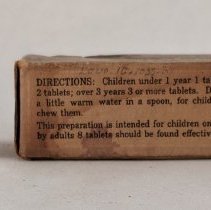 DIRECTIONS: Children under 1 year 1 ta
2 tablets; over 3 years 3 or more tablets. D
a little warm water in a spoon, for child
chew them.
This preparation is intended for children on
by adults 8 tablets should be found effective